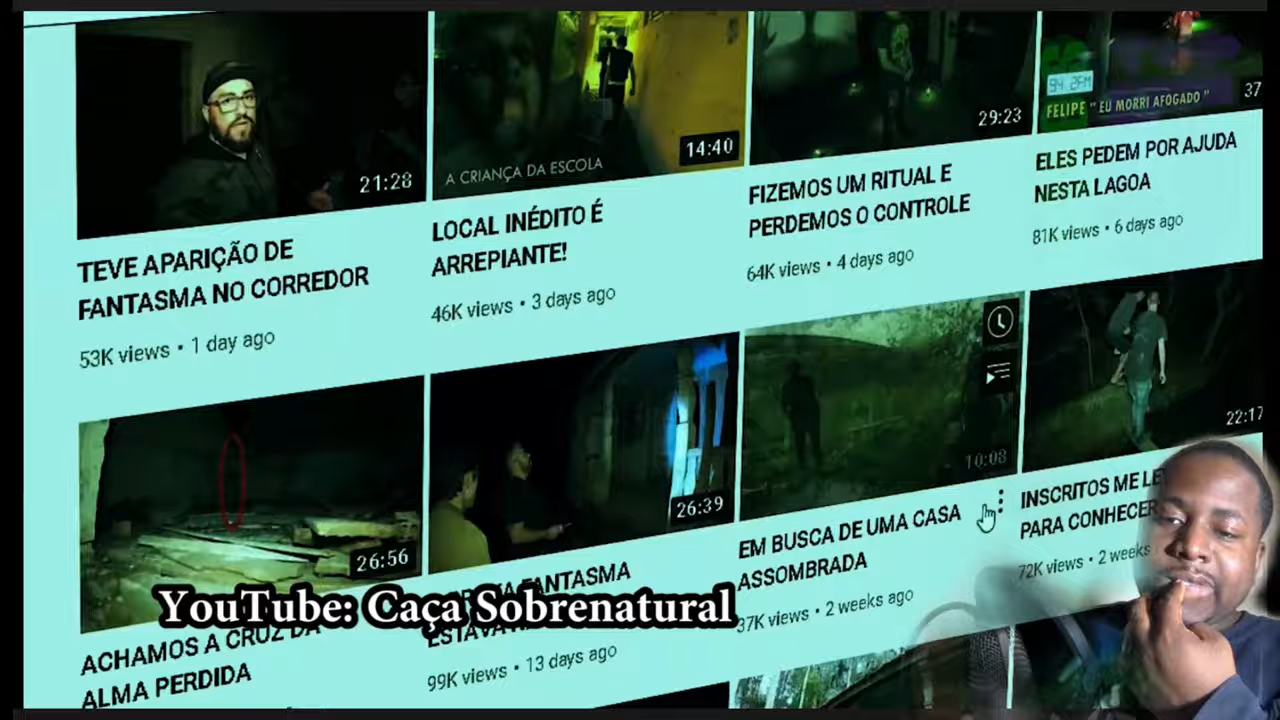 21:28
TEVE APARIÇÃO DE
FANTASMA NO CORREDOR
53K views • 1 day ago
A CRIANÇA DA ESCOLA
14:40
LOCAL INÉDITO É
ARREPIANTE!
46K views • 3 days ago
29:23
FIZEMOS UM RITUAL E
PERDEMOS O CONTROLE
64K views • 4 days ago
37
FELIPE " EU MORRI AFOGADO "
ELES PEDEM POR AJUDA
NESTA LAGOA
81K views • 6 days ago
26:56
ACHAMOS A CRUZ DA
ALMA PERDIDA
26:39
FANTASMA
ESTAVA
99K views • 13 days ago
10:08
EM BUSCA DE UMA CASA
ASSOMBRADA
37K views • 2 weeks ago
22:17
INSCRITOS ME
PARA CONHECER
72K views • 2 weeks
YouTube: Caça Sobrenatural